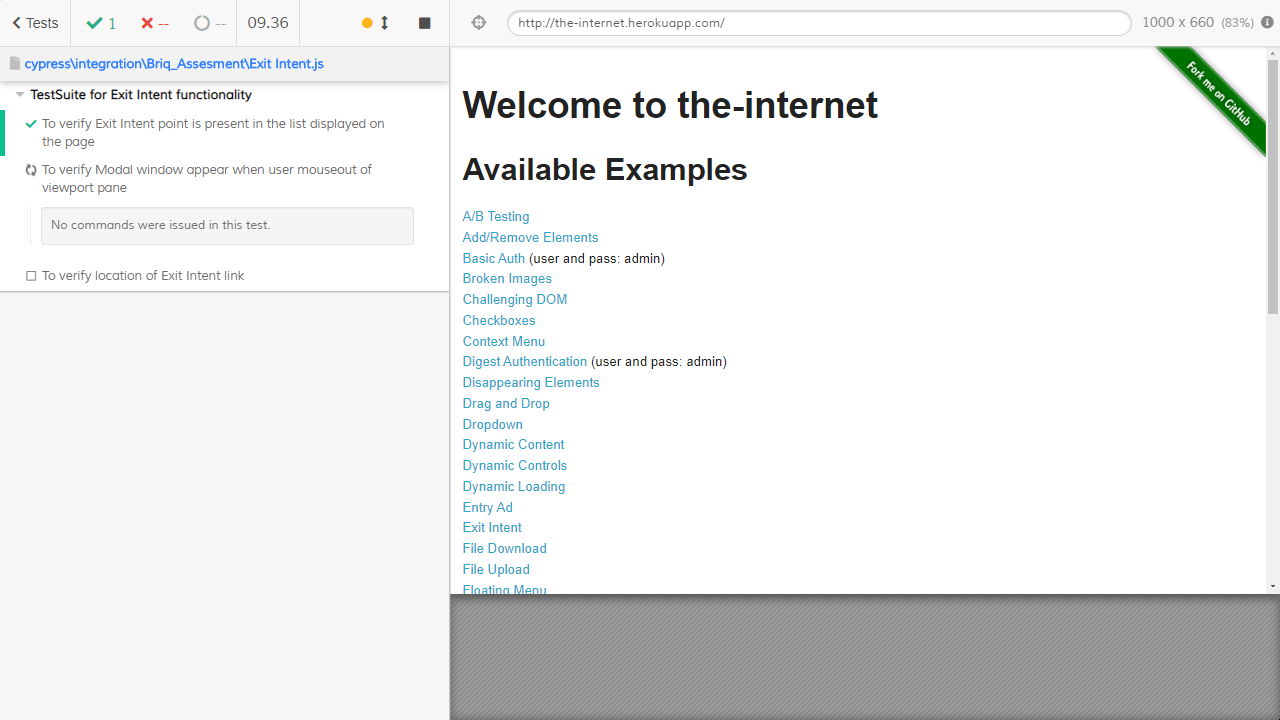 Tests 1 -- -- 09.36 http://the-internet.herokuapp.com/ 1000 x 660 (83%)
cypress\integration\Briq_Assesment\Exit Intent.js
TestSuite for Exit Intent functionality
To verify Exit Intent point is present in the list displayed on
the page
To verify Modal window appear when user mouseout of
viewport pane
No commands were issued in this test.
To verify location of Exit Intent link
Fork me on GitHub
Welcome to the-internet
Available Examples
A/B Testing
Add/Remove Elements
Basic Auth (user and pass: admin)
Broken Images
Challenging DOM
Checkboxes
Context Menu
Digest Authentication (user and pass: admin)
Disappearing Elements
Drag and Drop
Dropdown
Dynamic Content
Dynamic Controls
Dynamic Loading
Entry Ad
Exit Intent
File Download
File Upload
Floating Menu